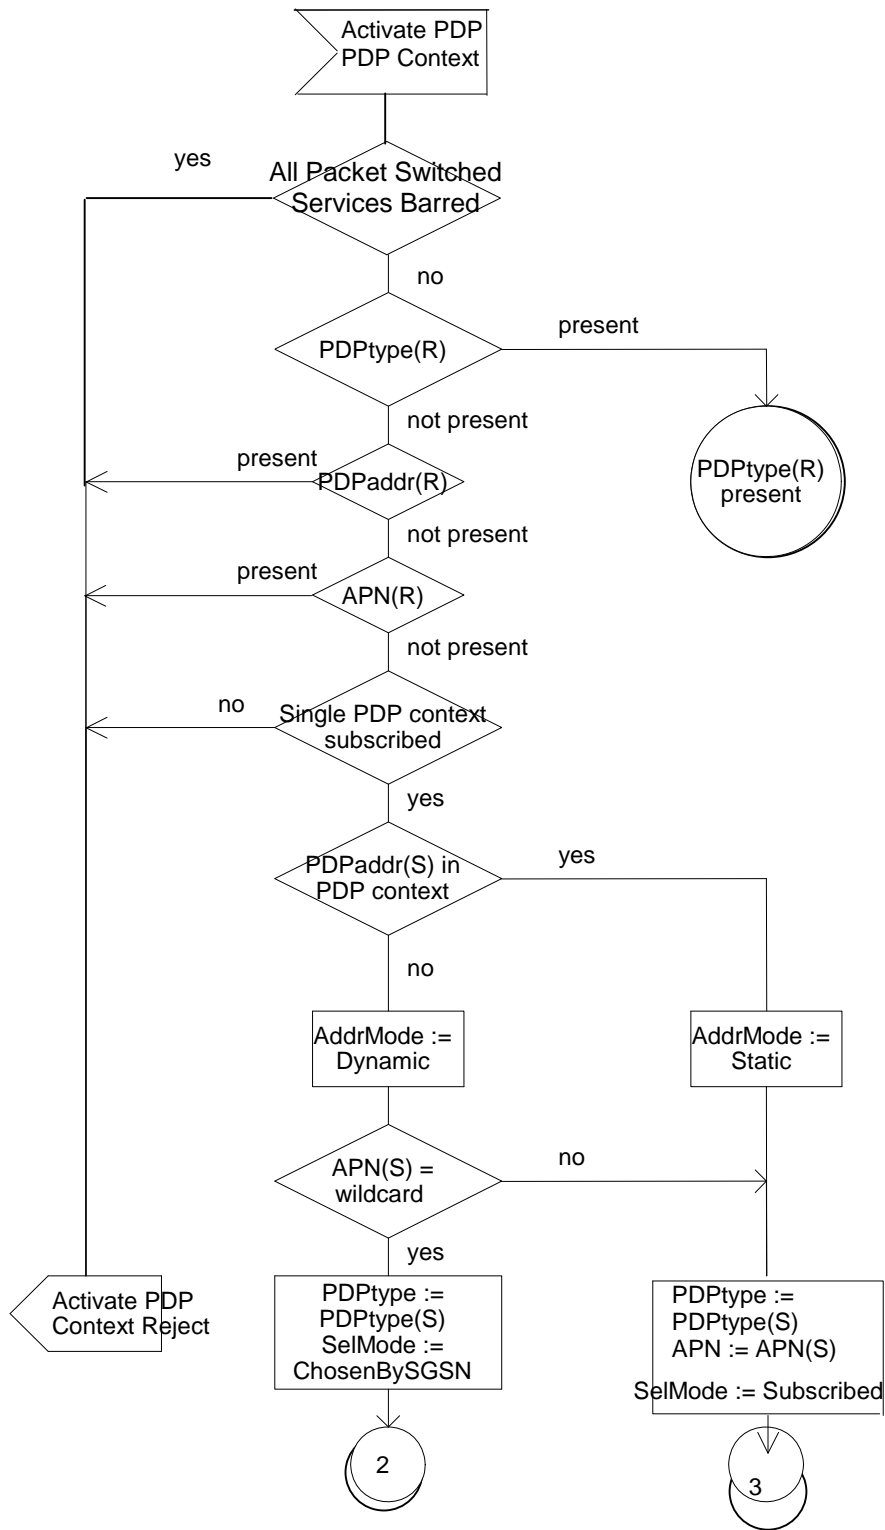 Activate PDP
PDP Context
yes
All Packet Switched
Services Barred
no
PDPtype(R)
present
not present
present
PDPaddr(R)
PDPtype(R)
present
not present
present
APN(R)
not present
no
Single PDP context
subscribed
yes
PDPaddr(S) in
PDP context
yes
no
AddrMode :=
Dynamic
AddrMode :=
Static
APN(S) =
wildcard
no
yes
Activate PDP
Context Reject
PDPtype :=
PDPtype(S)
SelMode :=
ChosenBySGSN
PDPtype :=
PDPtype(S)
APN := APN(S)
SelMode := Subscribed
2
3